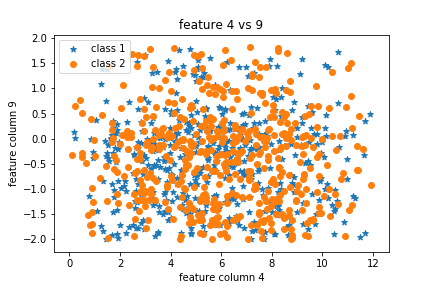 feature 4 vs 9
class 1
class 2
2.0
1.5
1.0
0.5
0.0
−0.5
−1.0
−1.5
−2.0
feature column 9
0 2 4 6 8 10 12
feature column 4